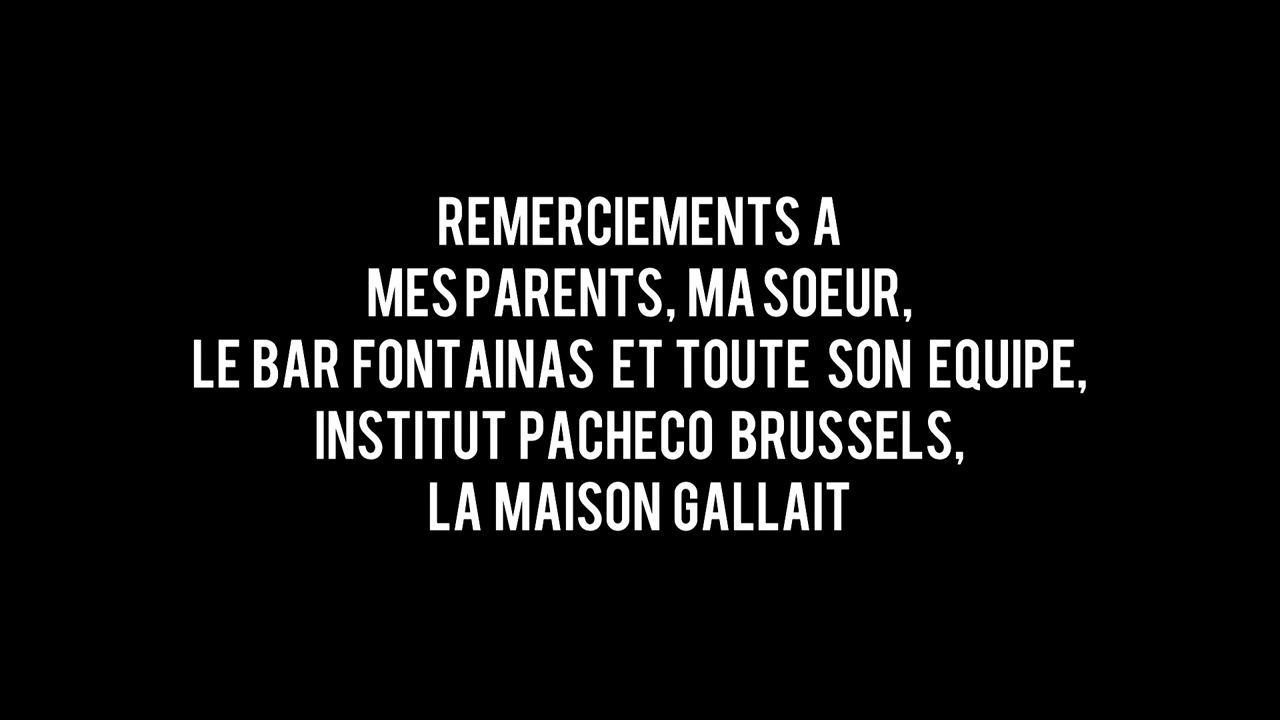 REMERCIEMENTS A
MES PARENTS, MA SOEUR,
LE BAR FONTAINAS ET TOUTE SON EQUIPE,
INSTITUT PACHECO BRUSSELS,
LA MAISON GALLAIT